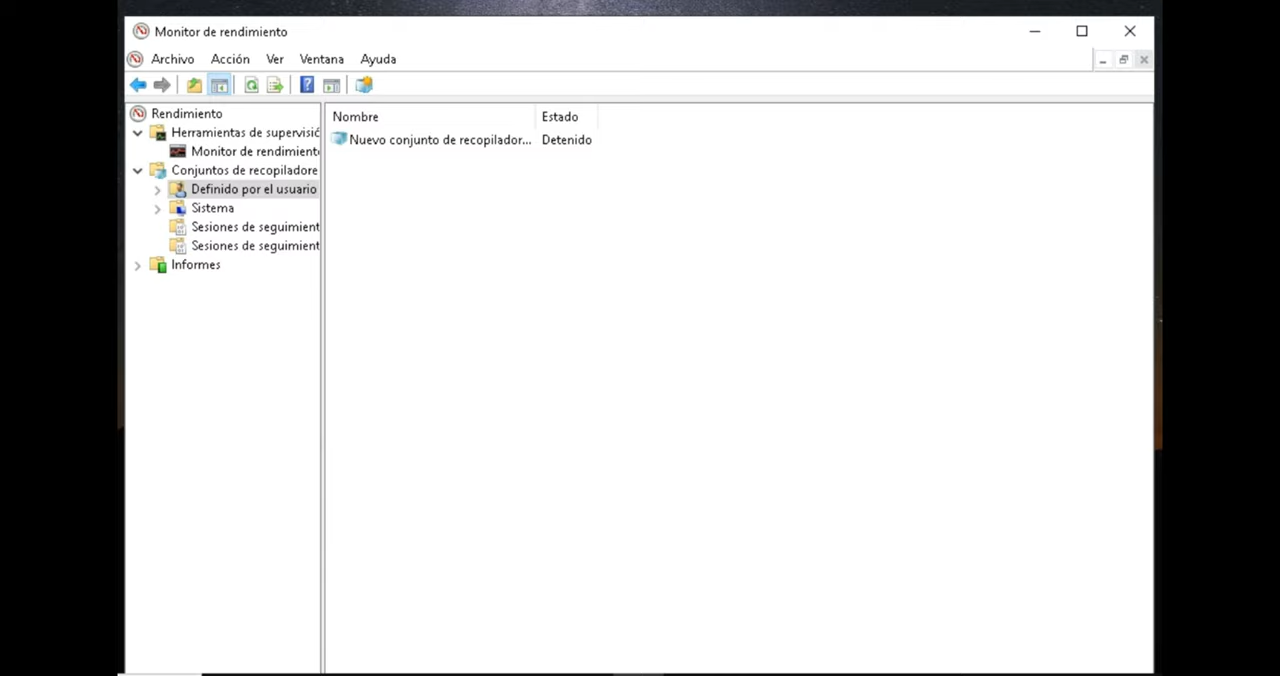 Monitor de rendimiento
Archivo Acción Ver Ventana Ayuda
Rendimiento
Herramientas de supervisió
Monitor de rendimiento
Conjuntos de recopiladore
Definido por el usuario
Sistema
Sesiones de seguimient
Sesiones de seguimient
Informes
Nombre Estado
Nuevo conjunto de recopilador... Detenido